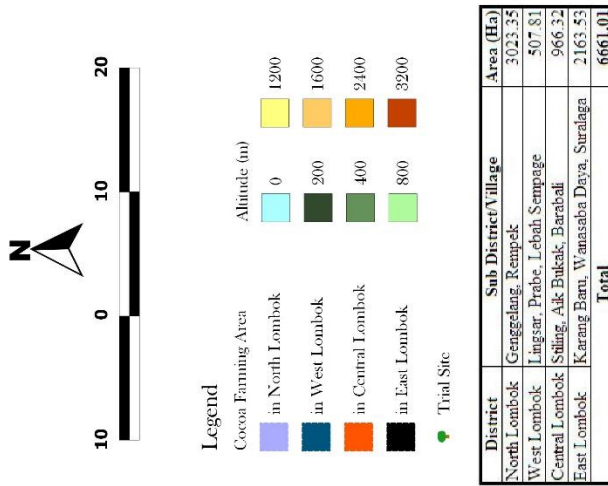 N
10 0 10 20
Legend
Cocoa Farming Area
in North Lombok
in West Lombok
in Central Lombok
in East Lombok
Trial Site
Altitude (m)
0
200
400
800
1200
1600
2400
3200
District Sub District/Village Area (Ha)
North Lombok Genggelang, Rempek 3023.35
West Lombok Lingsar, Prabe, Lebah Sempage 507.81
Central Lombok Stiling, Aik Bukak, Barabali 966.32
East Lombok Karang Baru, Wanasaba Daya, Suralaga 2163.53
Total 6661.01